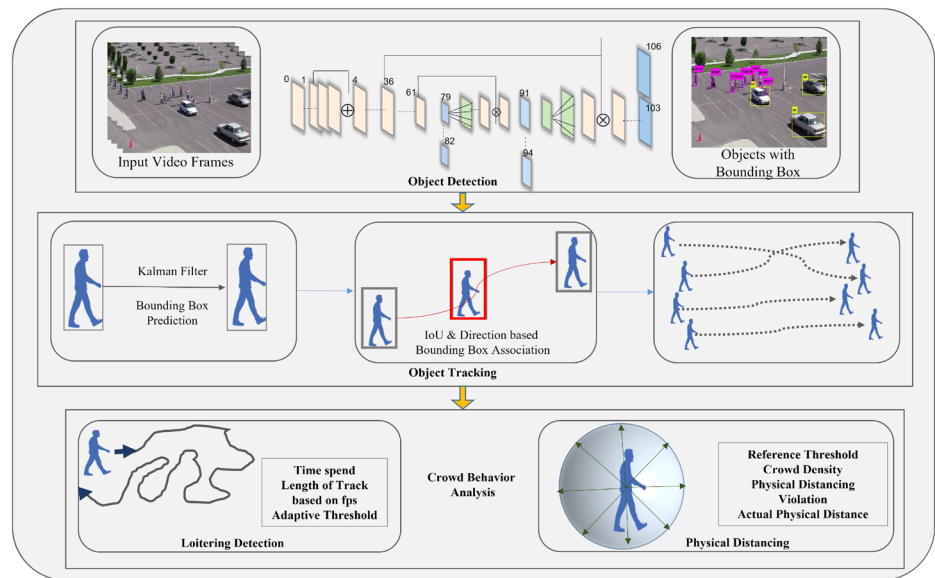 0
1
4
36
61
79
82
91
94
106
103
Input Video Frames
Objects with
Bounding Box
Object Detection
Kalman Filter
Bounding Box
Prediction
IoU & Direction based
Bounding Box Association
Object Tracking
Time spend
Length of Track
based on fps
Adaptive Threshold
Loitering Detection
Crowd Behavior
Analysis
Reference Threshold
Crowd Density
Physical Distancing
Violation
Actual Physical Distance
Physical Distancing